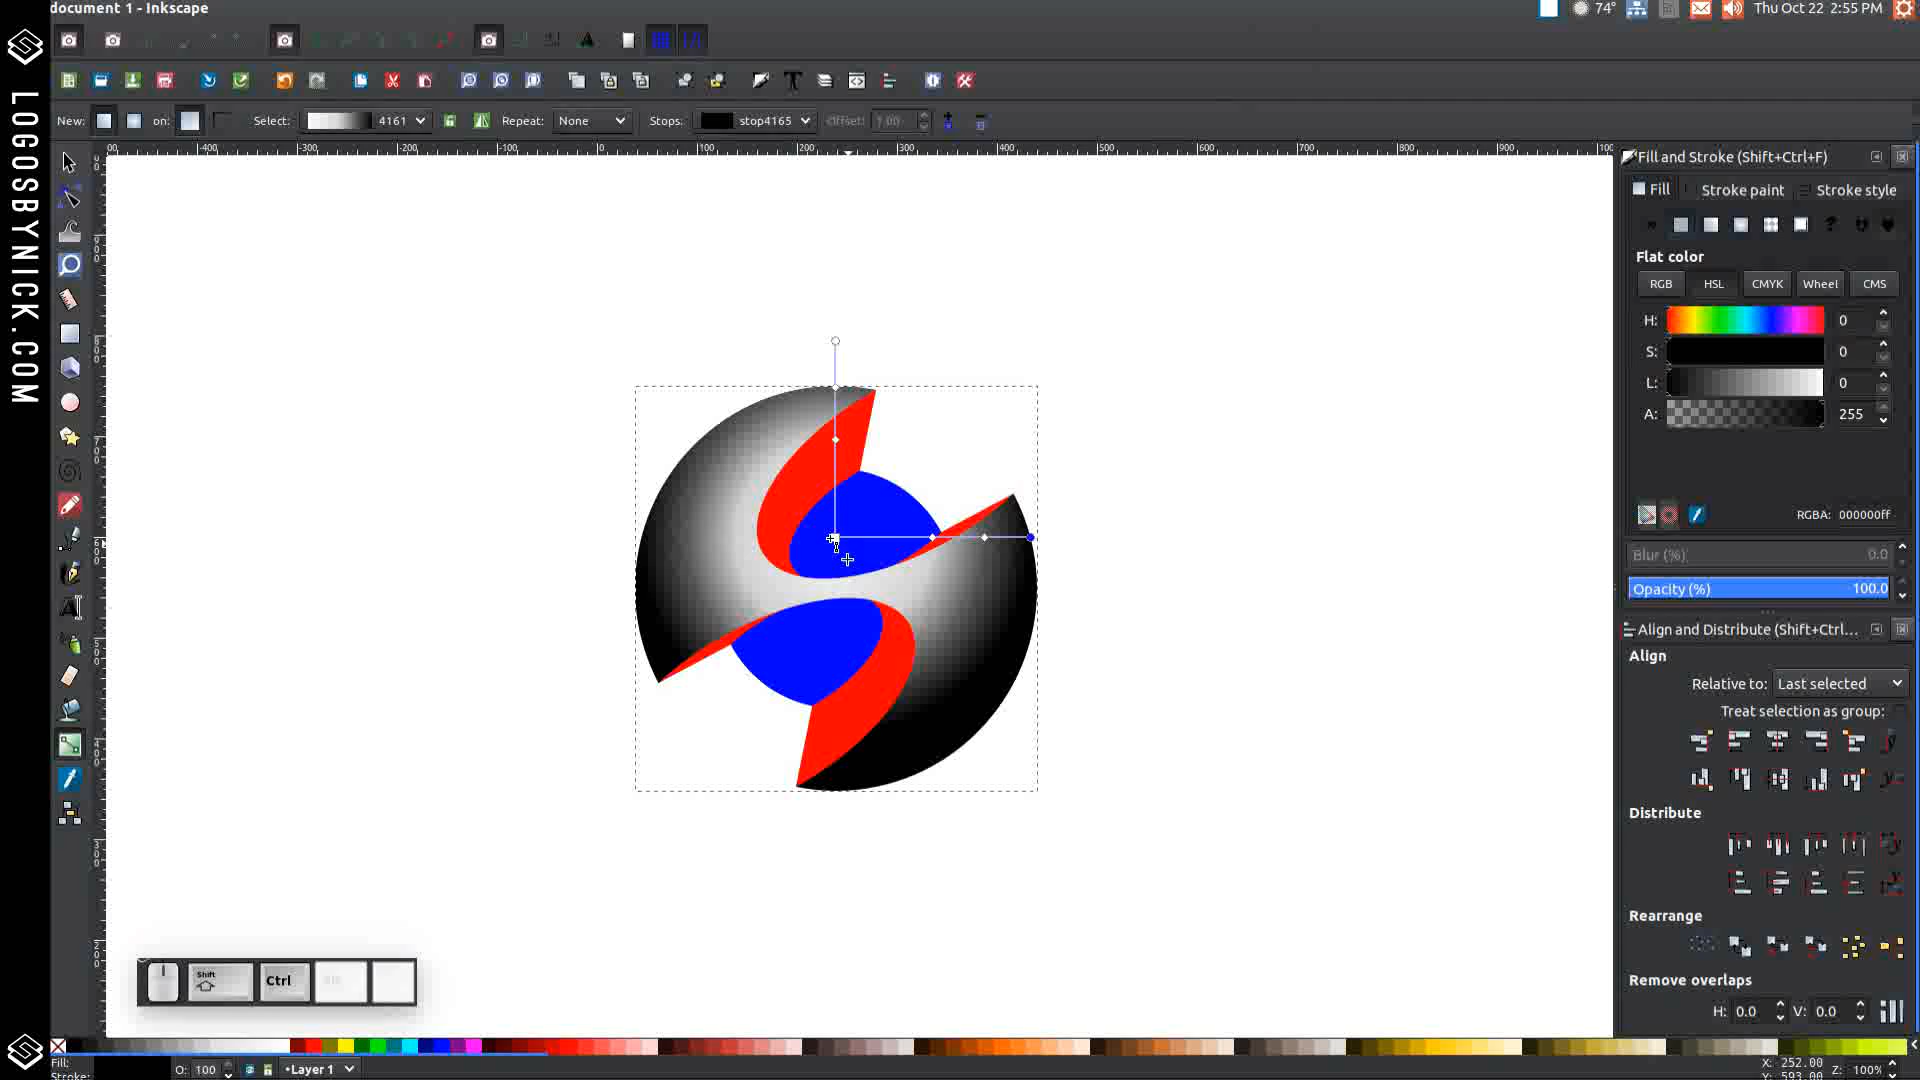 document 1 - Inkscape
74°
Thu Oct 22 2:55 PM
LOGOSBYNICK.COM
New:
on:
Select:
4161
Repeat:
None
Stops:
stop4165
Offset:
1.00
Fill and Stroke (Shift+Ctrl+F)
Fill
Stroke paint
Stroke style
Flat color
RGB
HSL
CMYK
Wheel
CMS
H:
0
S:
0
L:
0
A:
255
RGBA:
000000ff
Blur (%)
0.0
Opacity (%)
100.0
Align and Distribute (Shift+Ctrl...
Align
Relative to:
Last selected
Treat selection as group:
Distribute
Rearrange
Remove overlaps
H:
0.0
V:
0.0
Shift
Ctrl
Fill:
Stroke:
O:
100
•Layer 1
X: 252.00
Y: 593.00
Z:
100%